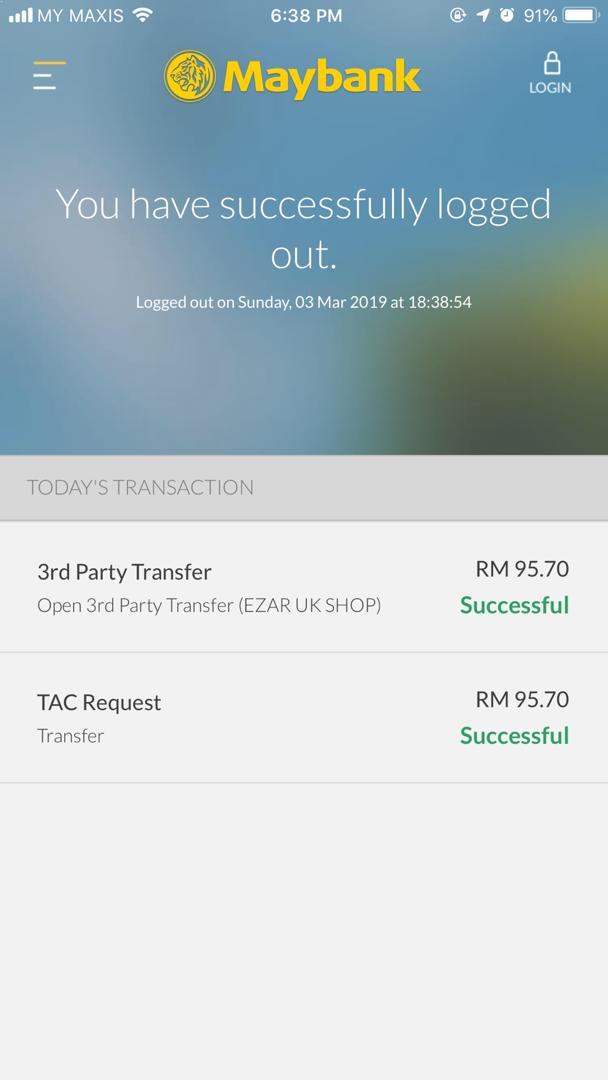 MY MAXIS 6:38 PM 91%
Maybank
LOGIN
You have successfully logged
out.
Logged out on Sunday, 03 Mar 2019 at 18:38:54
TODAY'S TRANSACTION
3rd Party Transfer RM 95.70
Open 3rd Party Transfer (EZAR UK SHOP) Successful
TAC Request RM 95.70
Transfer Successful